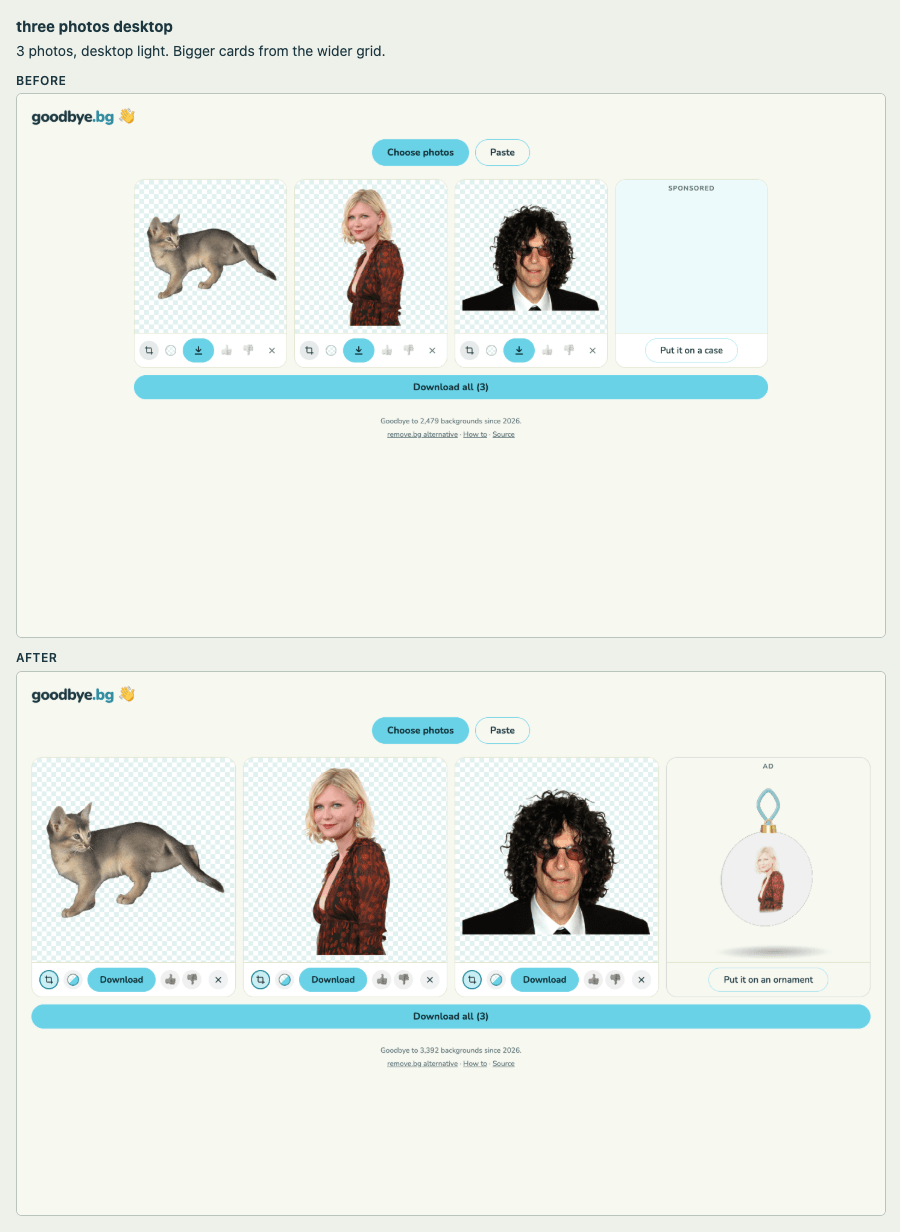 three photos desktop
3 photos, desktop light. Bigger cards from the wider grid.
BEFORE
goodbye.bg
Choose photos
Paste
SPONSORED
Put it on a case
Download all (3)
Goodbye to 2,479 backgrounds since 2026.
remove.bg alternative · How to · Source
AFTER
goodbye.bg
Choose photos
Paste
AD
Download
Download
Download
Put it on an ornament
Download all (3)
Goodbye to 3,392 backgrounds since 2026.
remove.bg alternative · How to · Source